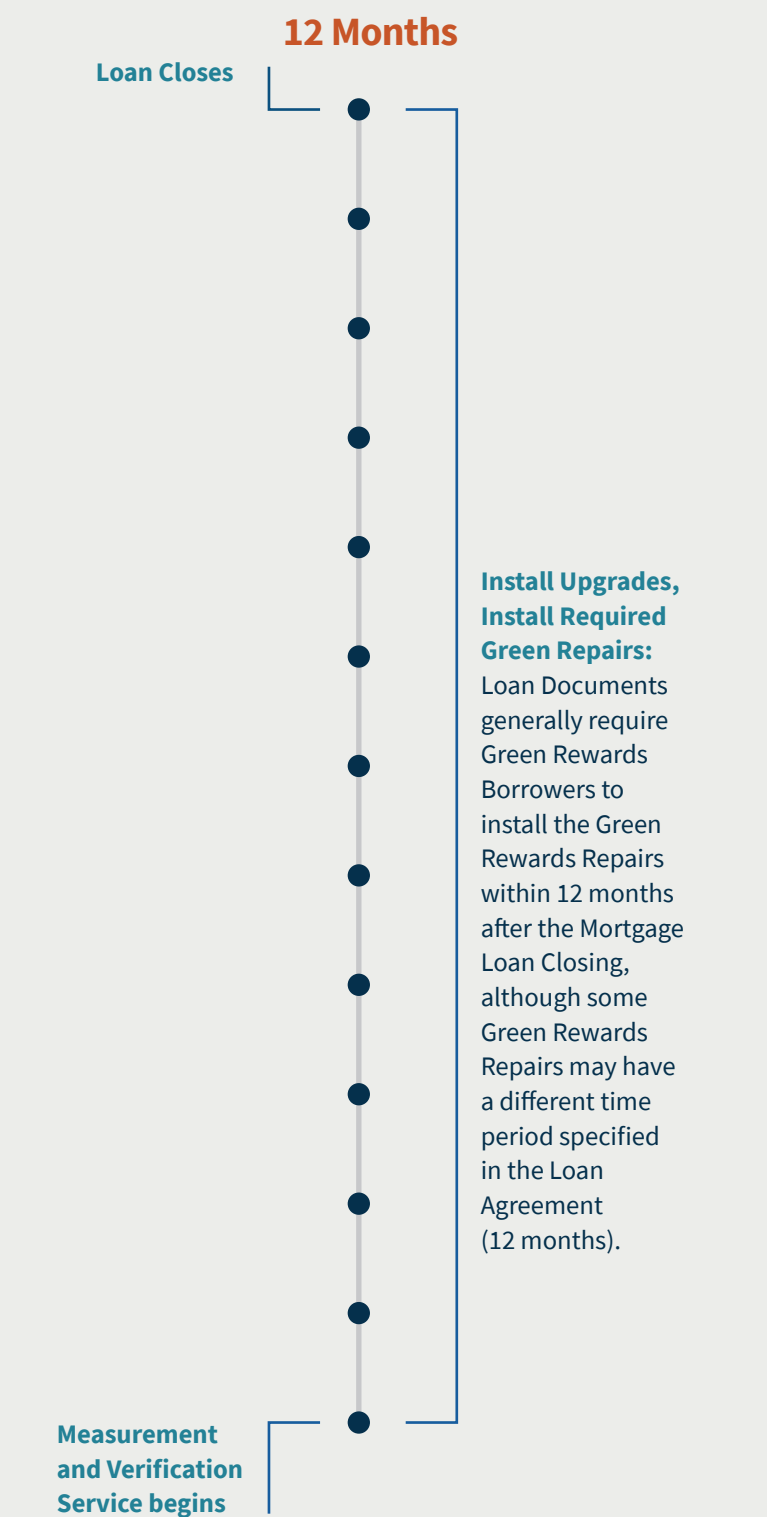 12 Months
Loan Closes
Install Upgrades,
Install Required
Green Repairs:
Loan Documents
generally require
Green Rewards
Borrowers to
install the Green
Rewards Repairs
within 12 months
after the Mortgage
Loan Closing,
although some
Green Rewards
Repairs may have
a different time
period specified
in the Loan
Agreement
(12 months).
Measurement
and Verification
Service begins